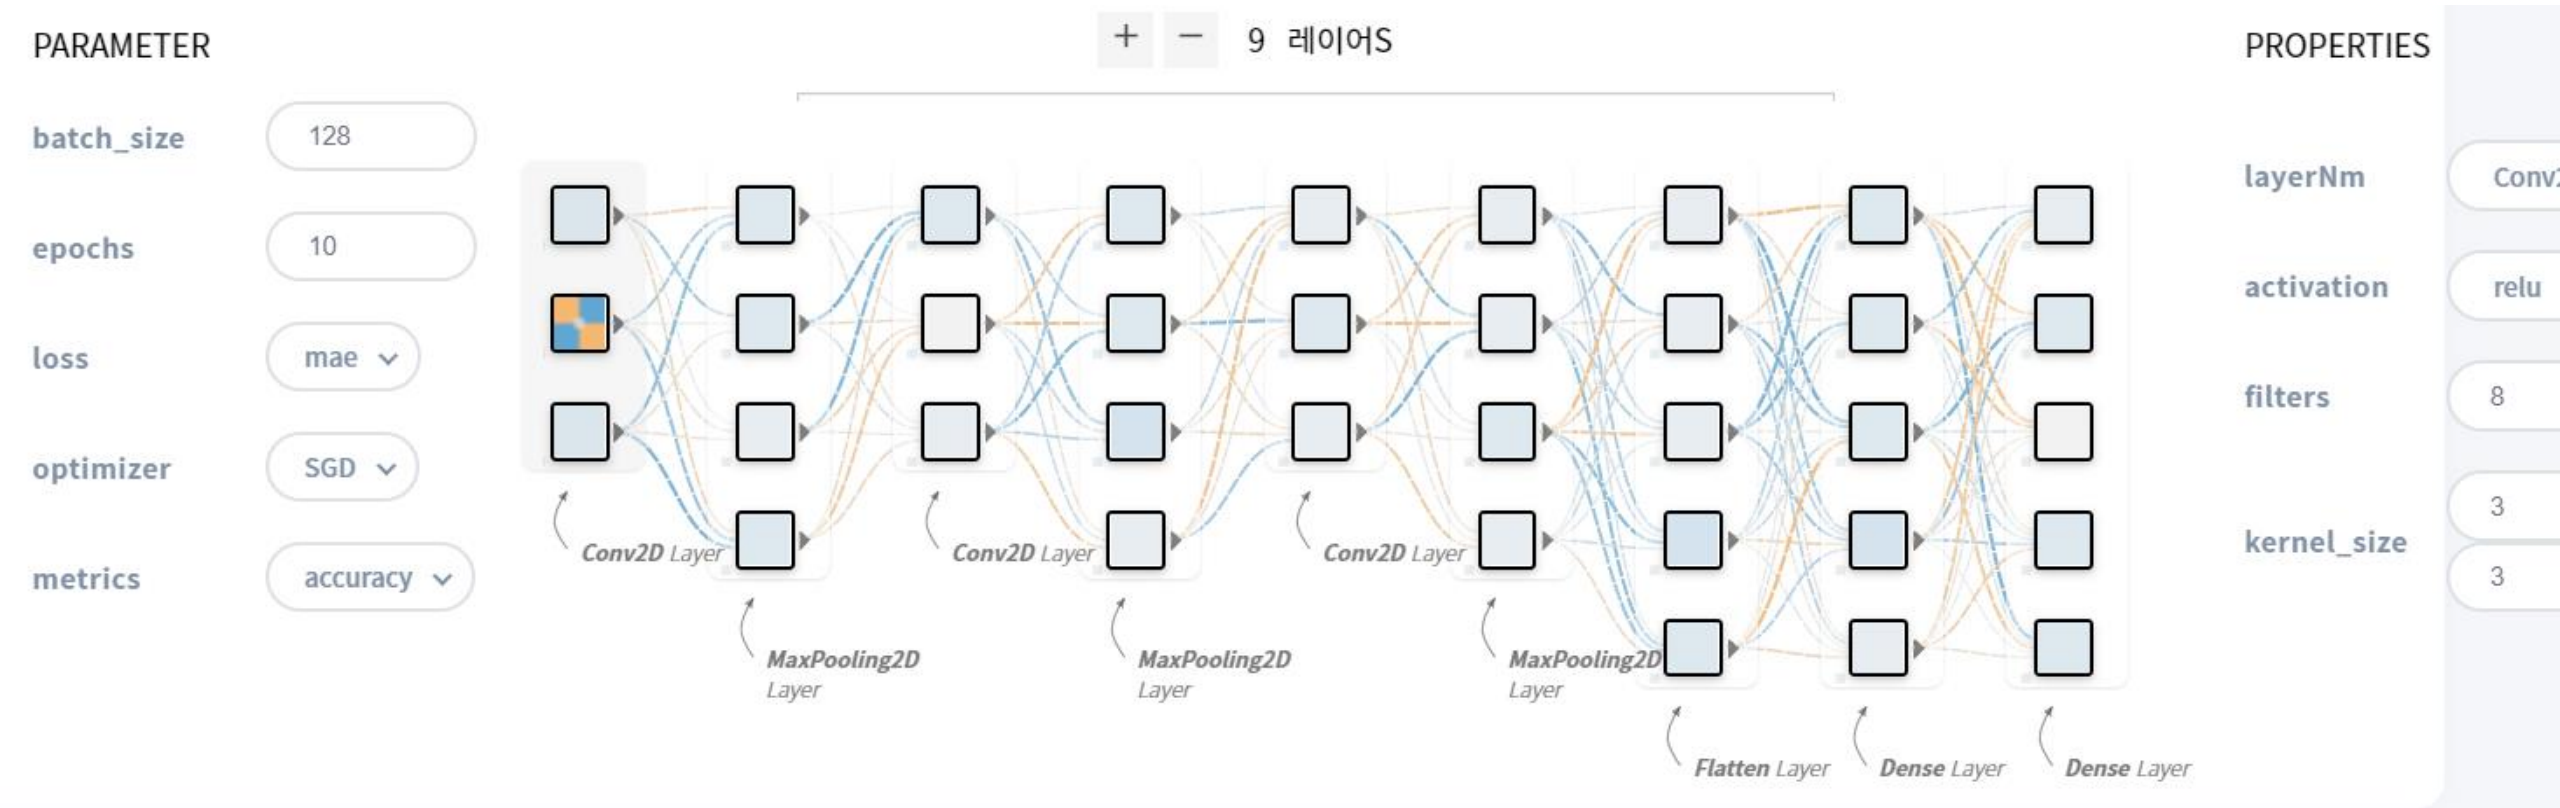 PARAMETER
+ − 9 레이어S
PROPERTIES
batch_size 128
epochs 10
loss mae
optimizer SGD
metrics accuracy
Conv2D Layer
Conv2D Layer
Conv2D Layer
MaxPooling2D
Layer
MaxPooling2D
Layer
MaxPooling2D
Layer
Flatten Layer
Dense Layer
Dense Layer
layerNm Conv2
activation relu
filters 8
kernel_size
3
3